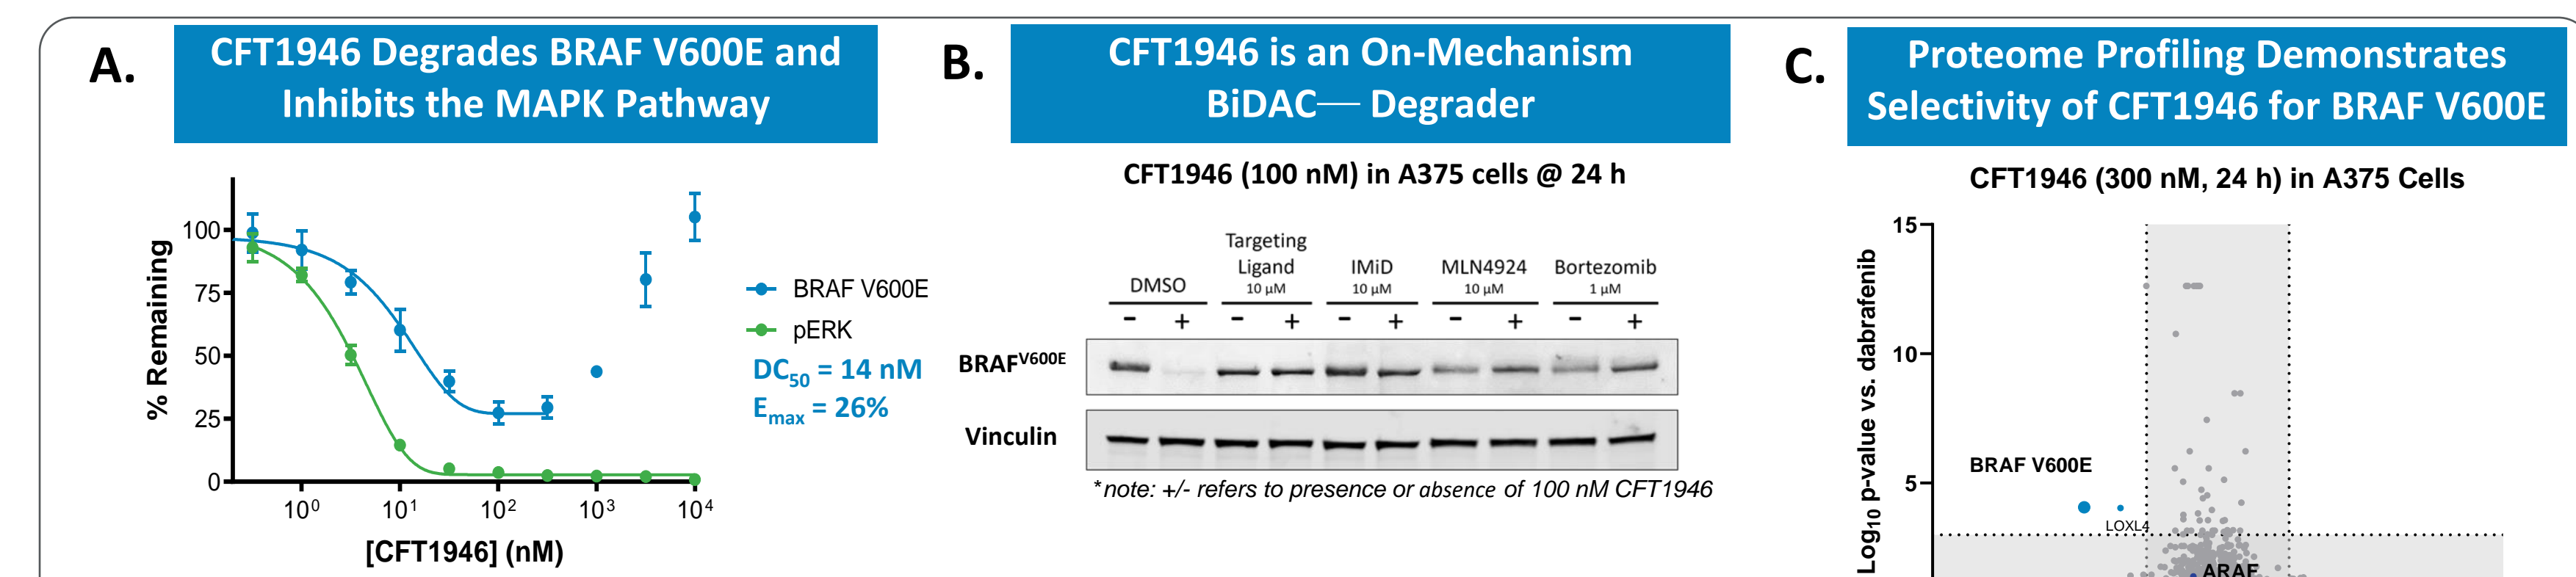 A.
CFT1946 Degrades BRAF V600E and
Inhibits the MAPK Pathway
% Remaining
100
75
50
25
0
10⁰ 10¹ 10² 10³ 10⁴
[CFT1946] (nM)
BRAF V600E
pERK
DC₅₀ = 14 nM
Eₘₐₓ = 26%
B.
CFT1946 is an On-Mechanism
BiDAC— Degrader
CFT1946 (100 nM) in A375 cells @ 24 h
DMSO
Targeting
Ligand
10 µM
IMiD
10 µM
MLN4924
10 µM
Bortezomib
1 µM
− + − + − + − + − +
BRAFⱽ⁶⁰⁰ᴱ
Vinculin
*note: +/- refers to presence or absence of 100 nM CFT1946
C.
Proteome Profiling Demonstrates
Selectivity of CFT1946 for BRAF V600E
CFT1946 (300 nM, 24 h) in A375 Cells
Log₁₀ p-value vs. dabrafenib
15
10
5
BRAF V600E
LOXL4
ARAF